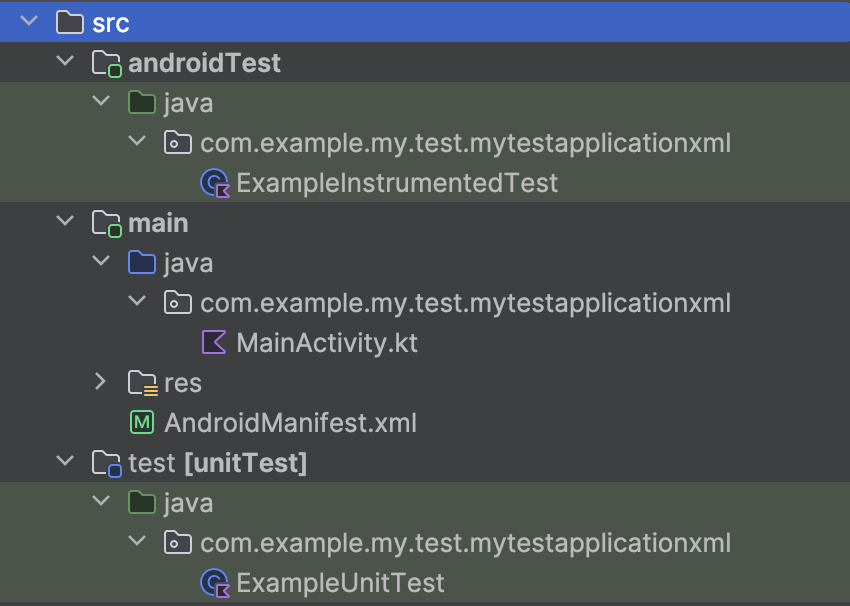 src
androidTest
java
com.example.my.test.mytestapplicationxml
ExampleInstrumentedTest
main
java
com.example.my.test.mytestapplicationxml
MainActivity.kt
res
M AndroidManifest.xml
test [unitTest]
java
com.example.my.test.mytestapplicationxml
ExampleUnitTest